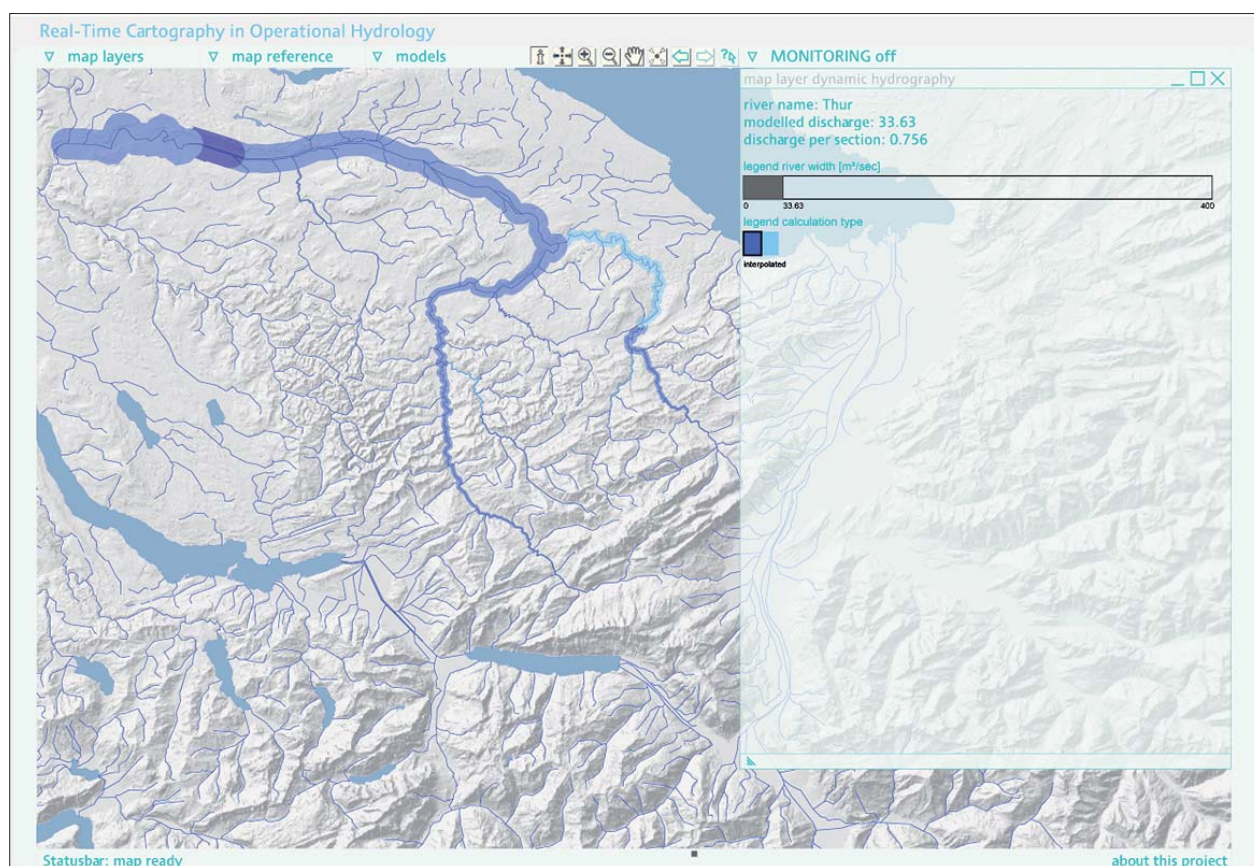 Real-Time Cartography in Operational Hydrology
map layers map reference models MONITORING off
map layer dynamic hydrography
river name: Thur
modelled discharge: 33.63
discharge per section: 0.756
legend river width [m³/sec]
0 33.63 400
legend calculation type
interpolated
Statusbar: map ready about this project